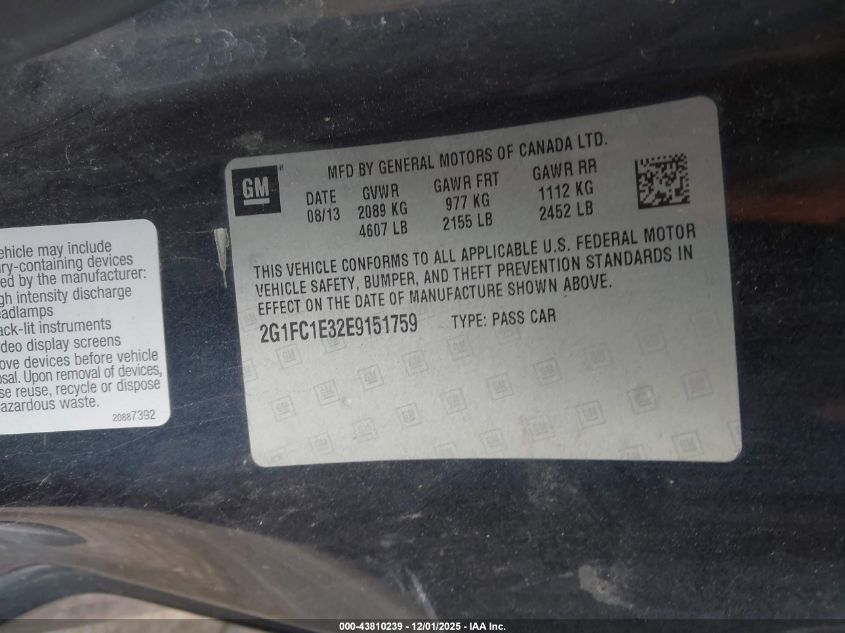 GM
MFD BY GENERAL MOTORS OF CANADA LTD.
DATE GVWR GAWR FRT GAWR RR
08/13 2089 KG 977 KG 1112 KG
4607 LB 2155 LB 2452 LB
THIS VEHICLE CONFORMS TO ALL APPLICABLE U.S. FEDERAL MOTOR
VEHICLE SAFETY, BUMPER, AND THEFT PREVENTION STANDARDS IN
EFFECT ON THE DATE OF MANUFACTURE SHOWN ABOVE.
2G1FC1E32E9151759 TYPE: PASS CAR
vehicle may include
containing devices
by the manufacturer:
intensity discharge
instruments
display screens
devices before vehicle
Upon removal of devices,
reuse, recycle or dispose
waste.
20887392
000-43810239 - 12/01/2025 - IAA Inc.